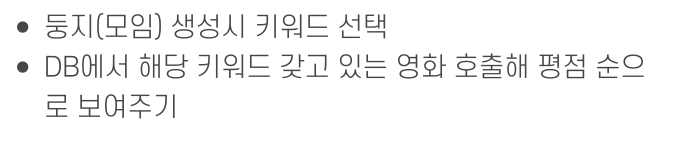 • 둥지(모임) 생성시 키워드 선택
• DB에서 해당 키워드 갖고 있는 영화 호출해 평점 순으
로 보여주기